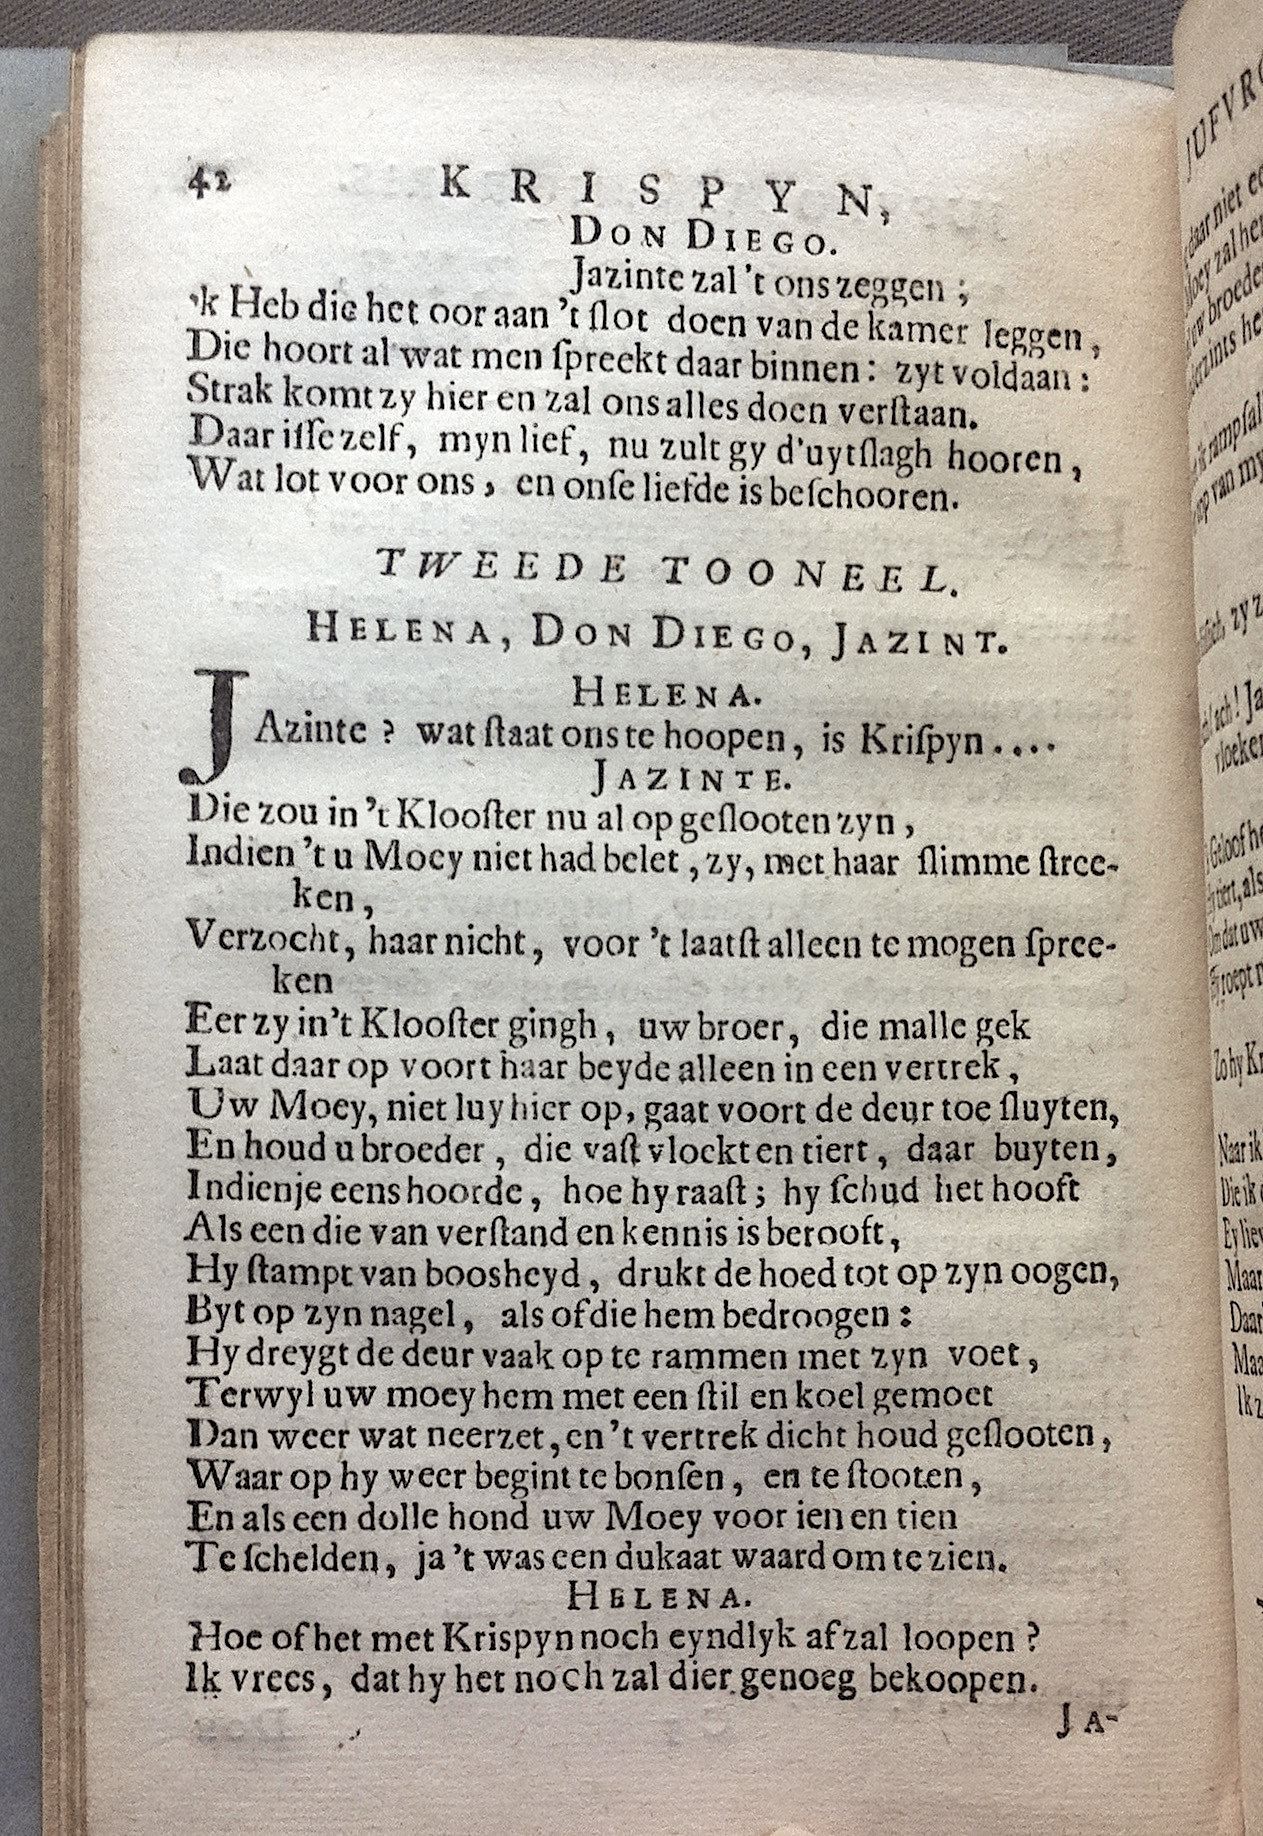 42 KRISPYN,
DON DIEGO.
Jazinte zal 't ons zeggen ;
'k Heb die het oor aan 't ſlot doen van de kamer leggen,
Die hoort al wat men ſpreekt daar binnen: zyt voldaan:
Strak komt zy hier en zal ons alles doen verſtaan.
Daar iſſe zelf, myn lief, nu zult gy d'uytſlagh hooren,
Wat lot voor ons, en onſe liefde is beſchooren.
TWEEDE TOONEEL.
HELENA, DON DIEGO, JAZINT.
HELENA.
JAzinte ? wat ſtaat ons te hoopen, is Kriſpyn....
JAZINTE.
Die zou in 't Klooſter nu al op geſlooten zyn,
Indien 't u Moey niet had belet, zy, met haar ſlimme ſtree-
ken,
Verzocht, haar nicht, voor 't laatſt alleen te mogen ſpree-
ken
Eer zy in't Klooſter gingh, uw broer, die malle gek
Laat daar op voort haar beyde alleen in een vertrek,
Uw Moey, niet luy hier op, gaat voort de deur toe ſluyten,
En houd u broeder, die vaſt vloekt en tiert, daar buyten,
Indien je eens hoorde, hoe hy raaſt; hy ſchud het hooft
Als een die van verſtand en kennis is berooft,
Hy ſtampt van boosheyd, drukt de hoed tot op zyn oogen,
Byt op zyn nagel, als of die hem bedroogen:
Hy dreygt de deur vaak op te rammen met zyn voet,
Terwyl uw moey hem met een ſtil en koel gemoet
Dan weer wat neerzet, en 't vertrek dicht houd geſlooten,
Waar op hy weer begint te bonſen, en te ſtooten,
En als een dolle hond uw Moey voor ien en tien
Te ſchelden, ja 't was een dukaat waard om te zien.
HELENA.
Hoe of het met Krispyn noch eyndlyk af zal loopen ?
Ik vrees, dat hy het noch zal dier genoeg bekoopen.
JA-